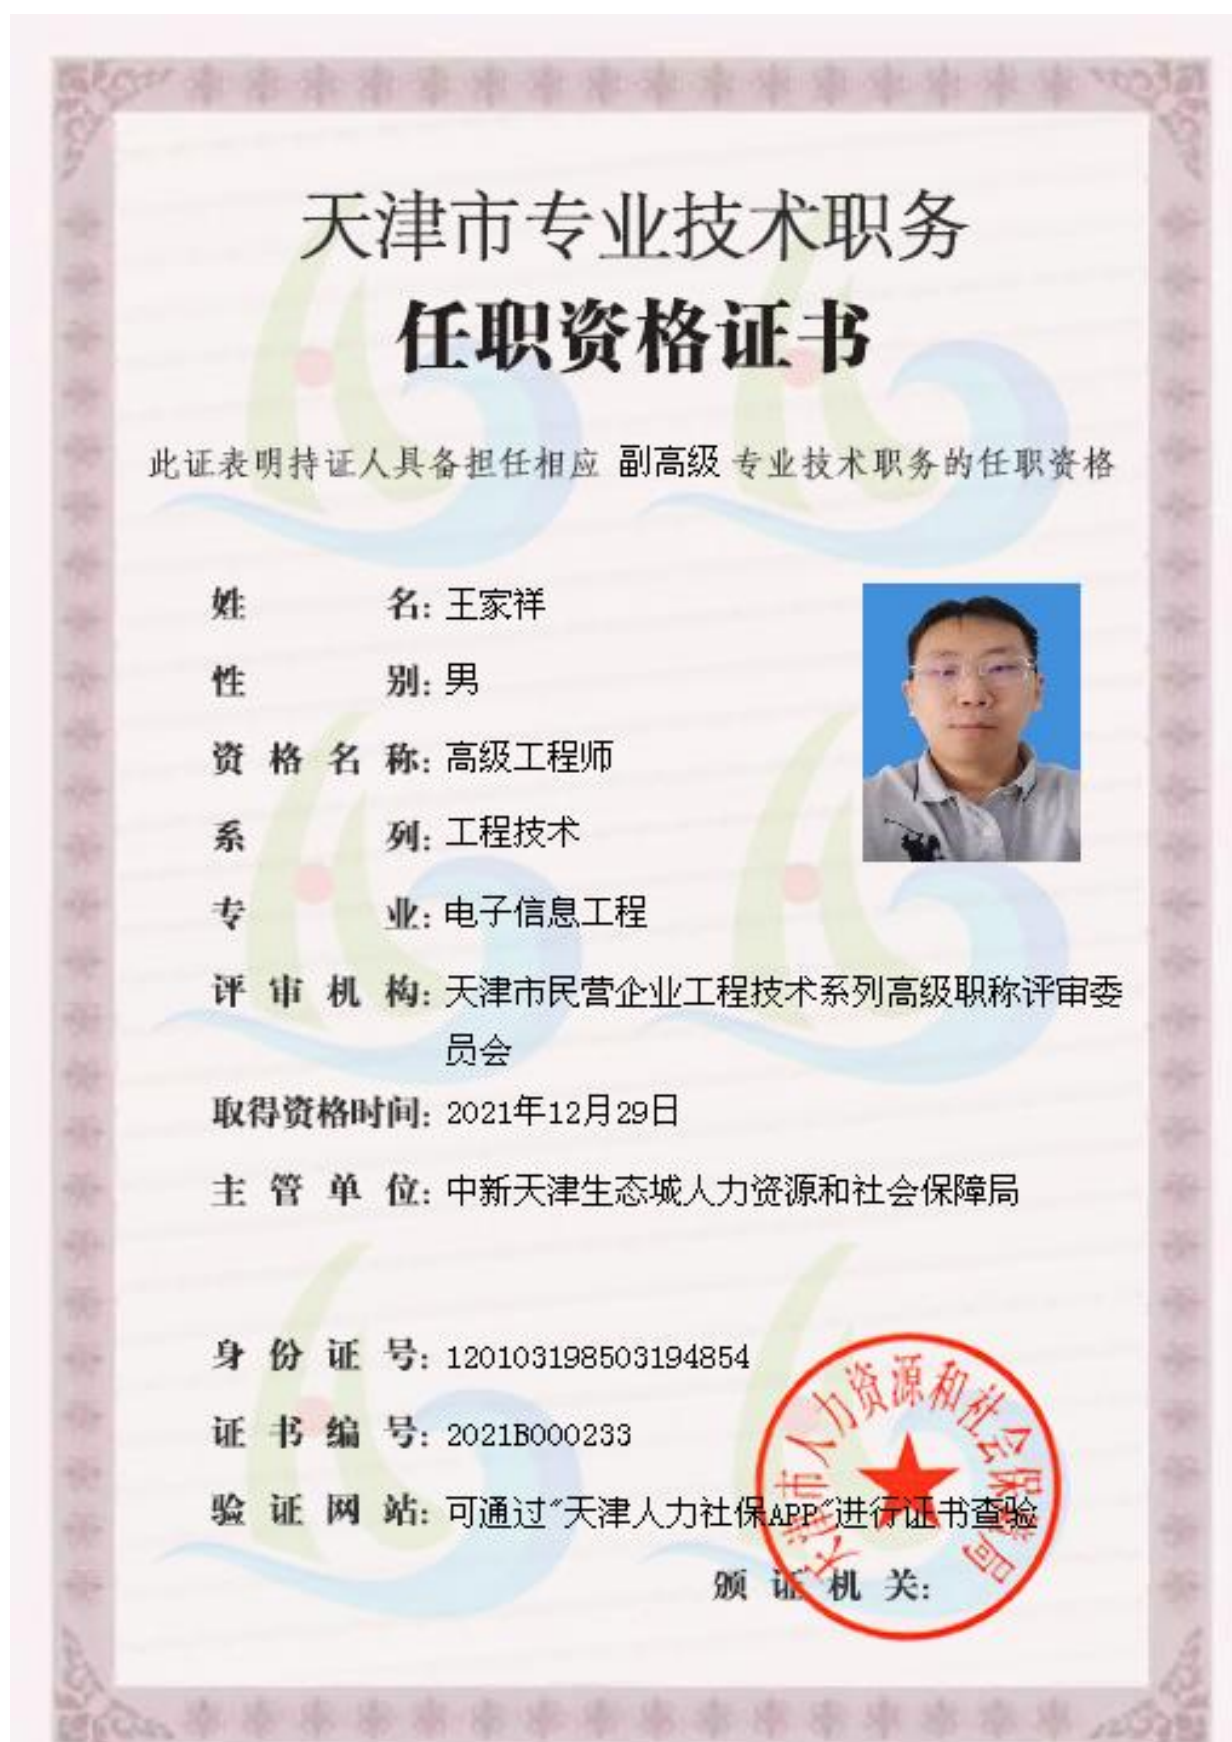 天津市专业技术职务
任职资格证书
此证表明持证人具备担任相应 副高级 专业技术职务的任职资格
姓名: 王家祥
性别: 男
资格名称: 高级工程师
系列: 工程技术
专业: 电子信息工程
评审机构: 天津市民营企业工程技术系列高级职称评审委
员会
取得资格时间: 2021年12月29日
主管单位: 中新天津生态城人力资源和社会保障局
身份证号: 120103198503194854
证书编号: 2021B000233
验证网站: 可通过"天津人力社保APP"进行证书查验
颁证机关:
天津市人力资源和社会保障局